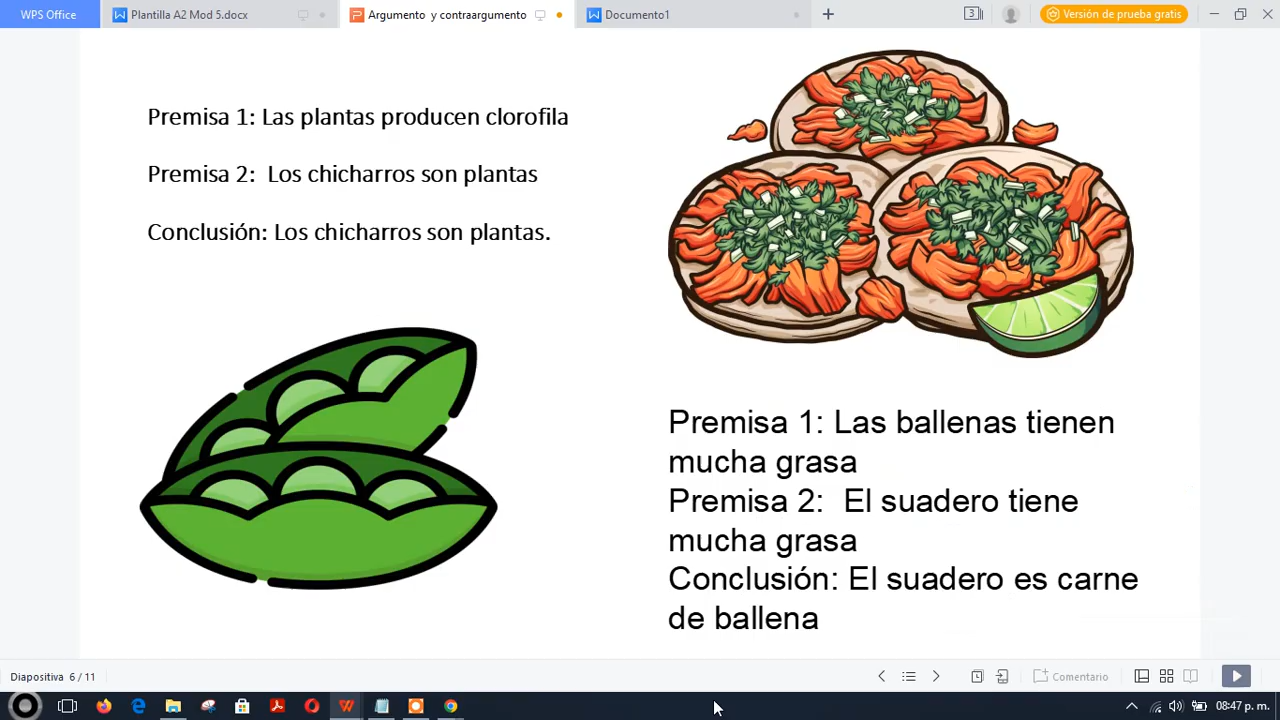 WPS Office
Plantilla A2 Mod 5.docx
Argumento y contraargumento
Documento1
3
Versión de prueba gratis
Premisa 1: Las plantas producen clorofila
Premisa 2:  Los chicharros son plantas
Conclusión: Los chicharros son plantas.
Premisa 1: Las ballenas tienen
mucha grasa
Premisa 2:  El suadero tiene
mucha grasa
Conclusión: El suadero es carne
de ballena
Diapositiva 6 / 11
Comentario
08:47 p. m.